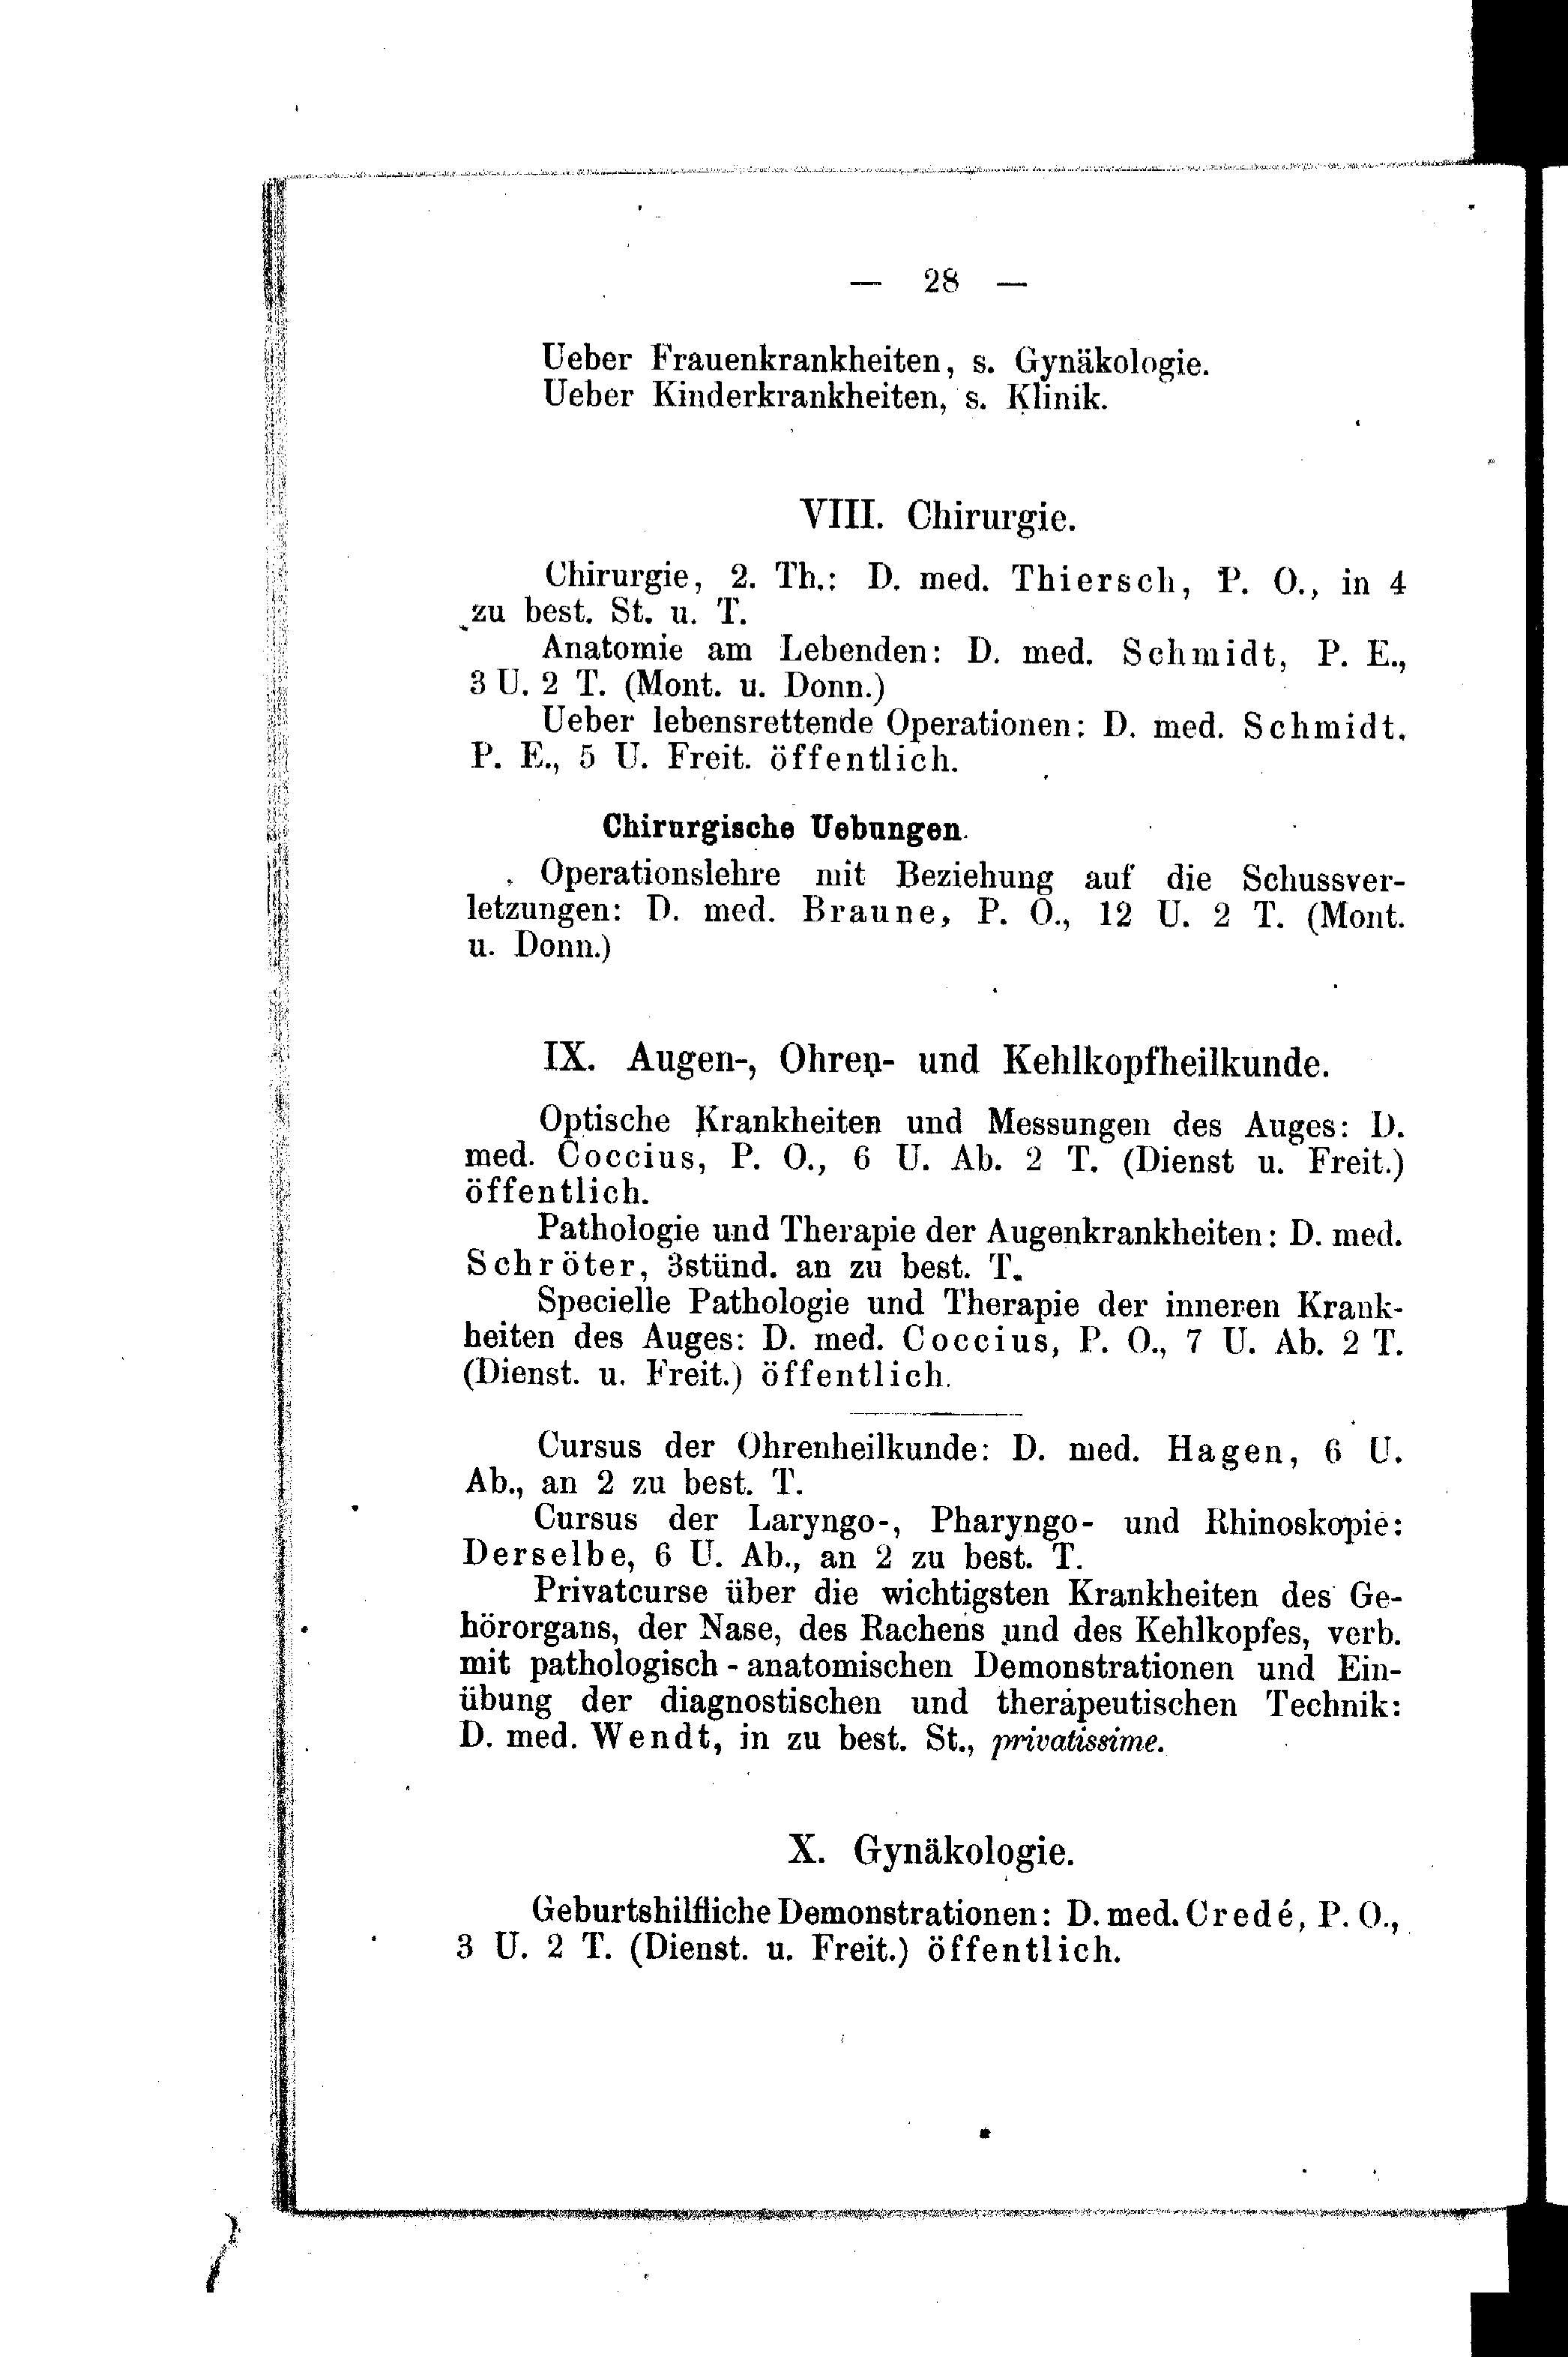 — 28 —
Ueber Frauenkrankheiten, s. Gynäkologie.
Ueber Kinderkrankheiten, s. Klinik.
VIII. Chirurgie.
Chirurgie, 2. Th.: D. med. Thiersch, P. O., in 4
zu best. St. u. T.
Anatomie am Lebenden: D. med. Schmidt, P. E.,
3 U. 2 T. (Mont. u. Donn.)
Ueber lebensrettende Operationen: D. med. Schmidt.
P. E., 5 U. Freit. öffentlich.
Chirurgische Uebungen.
Operationslehre mit Beziehung auf die Schussver-
letzungen: D. med. Braune, P. O., 12 U. 2 T. (Mont.
u. Donn.)
IX. Augen-, Ohren- und Kehlkopfheilkunde.
Optische Krankheiten und Messungen des Auges: D.
med. Coccius, P. O., 6 U. Ab. 2 T. (Dienst u. Freit.)
öffentlich.
Pathologie und Therapie der Augenkrankheiten: D. med.
Schröter, 3stünd. an zu best. T.
Specielle Pathologie und Therapie der inneren Krank-
heiten des Auges: D. med. Coccius, P. O., 7 U. Ab. 2 T.
(Dienst. u. Freit.) öffentlich.
Cursus der Ohrenheilkunde: D. med. Hagen, 6 U.
Ab., an 2 zu best. T.
Cursus der Laryngo-, Pharyngo- und Rhinoskopie:
Derselbe, 6 U. Ab., an 2 zu best. T.
Privatcurse über die wichtigsten Krankheiten des Ge-
hörorgans, der Nase, des Rachens und des Kehlkopfes, verb.
mit pathologisch - anatomischen Demonstrationen und Ein-
übung der diagnostischen und therapeutischen Technik:
D. med. Wendt, in zu best. St., privatissime.
X. Gynäkologie.
Geburtshilfliche Demonstrationen: D. med. Credé, P. O.,
3 U. 2 T. (Dienst. u. Freit.) öffentlich.